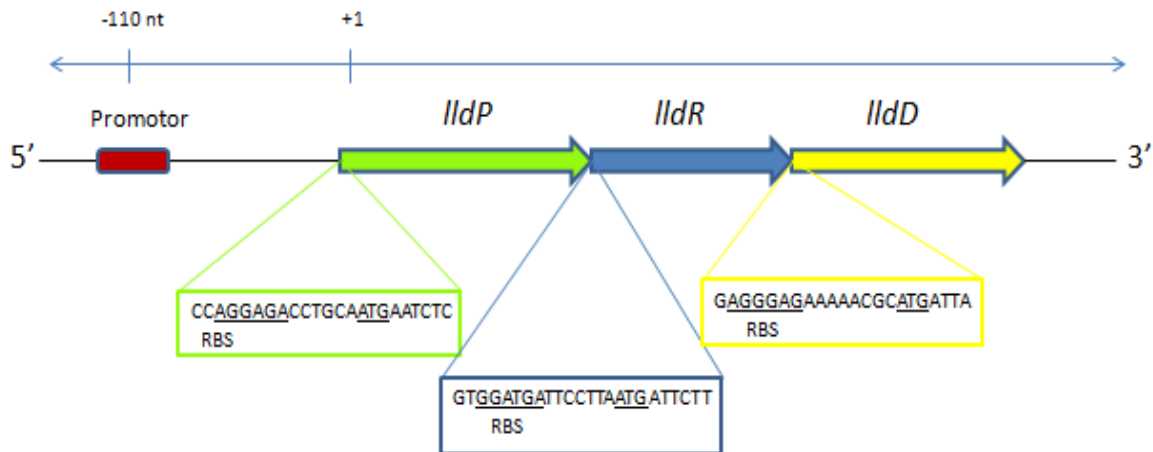 -110 nt +1
Promotor lldP lldR lldD
5’ 3’
CCAGGAGACCTGCAATGAATCTC
RBS
GAGGGAGAAAAACGCATGATTA
RBS
GTGGATGATTCCTTAATGATTCTT
RBS